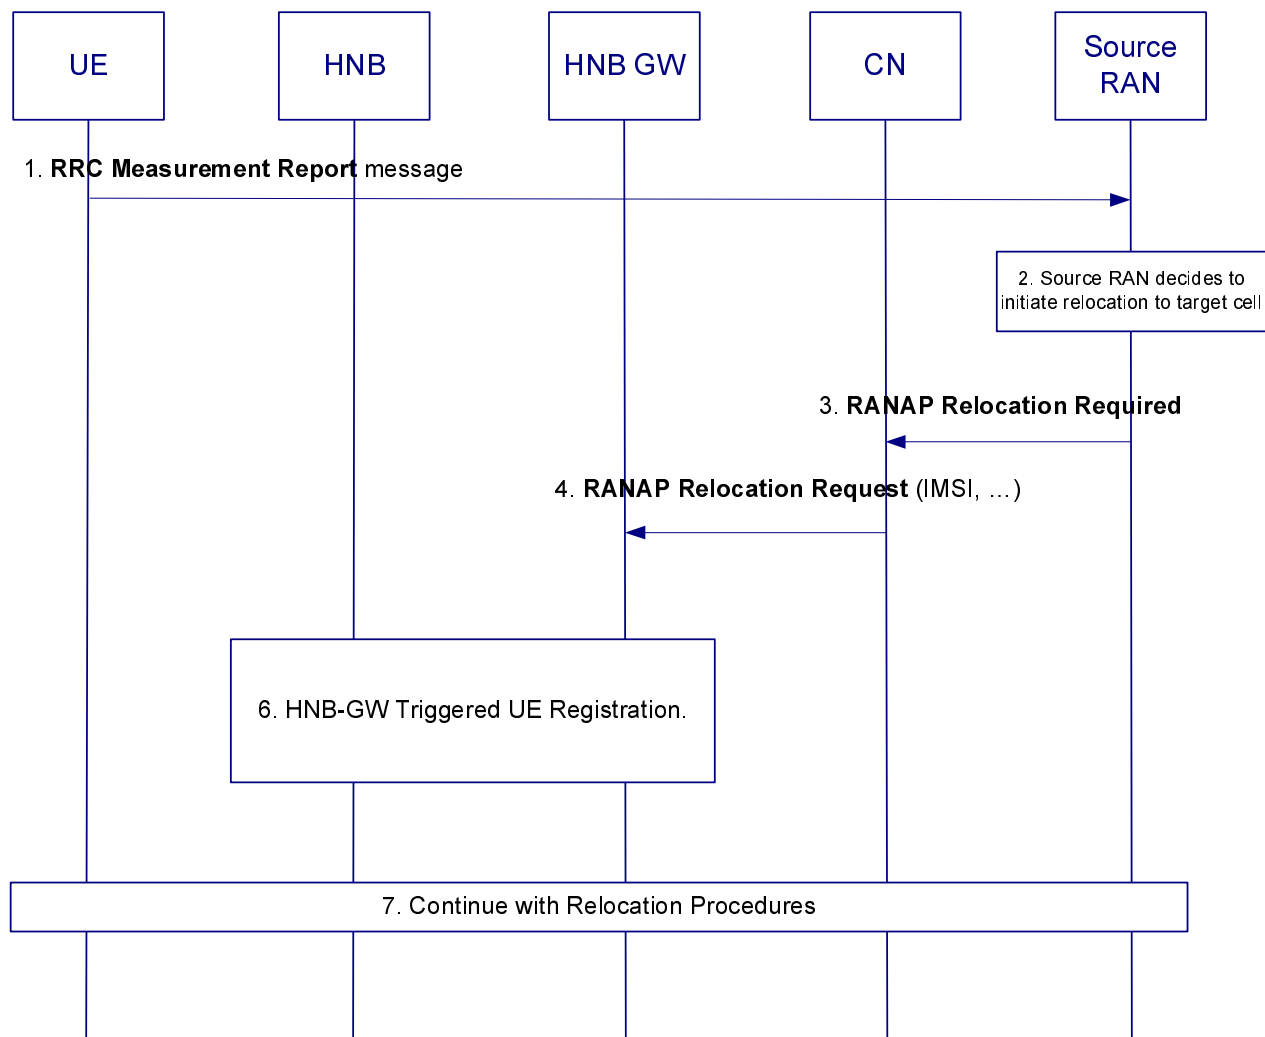 UE
HNB
HNB GW
CN
Source
RAN
1. RRC Measurement Report message
2. Source RAN decides to
initiate relocation to target cell
3. RANAP Relocation Required
4. RANAP Relocation Request (IMSI, ...)
6. HNB-GW Triggered UE Registration.
7. Continue with Relocation Procedures